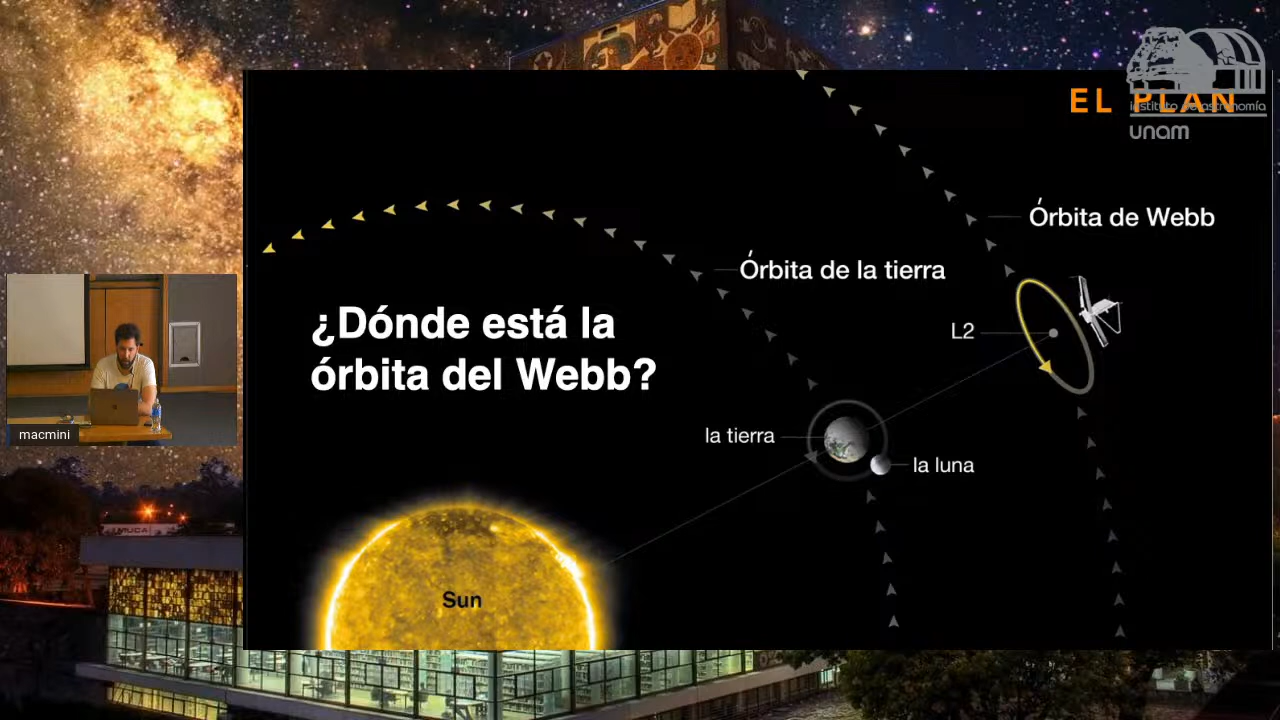 EL PLAN
instituto de astronomía
unam
Órbita de Webb
Órbita de la tierra
¿Dónde está la
órbita del Webb?
L2
la tierra
la luna
macmini
MUCA
Sun